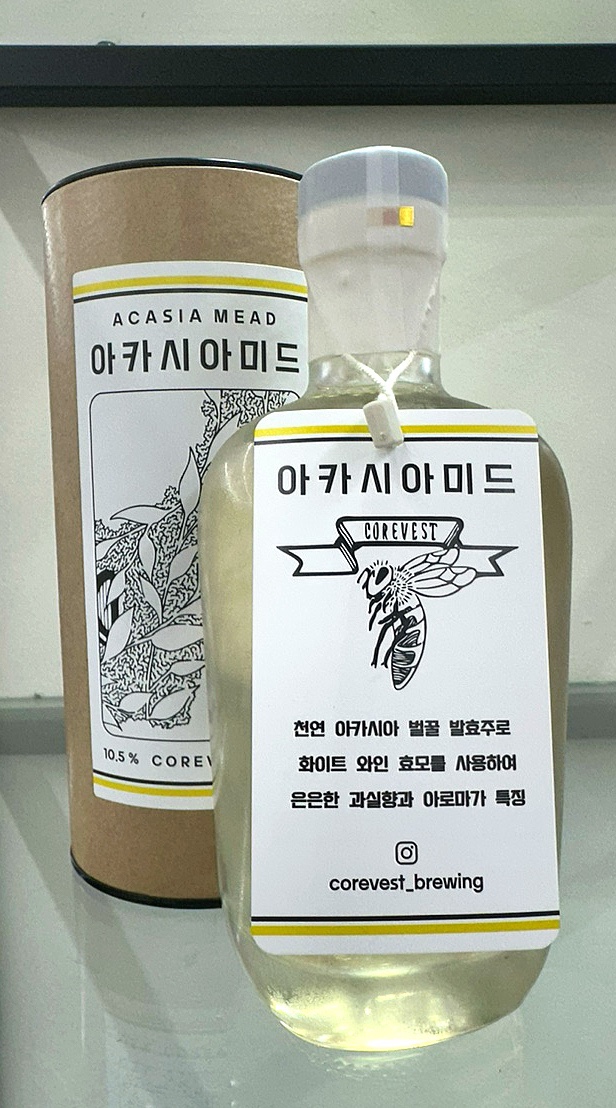 ACASIA MEAD
아카시아미드
10.5%
아카시아미드
COREVEST
천연 아카시아 벌꿀 발효주로
화이트 와인 효모를 사용하여
은은한 과실향과 아로마가 특징
corevest_brewing